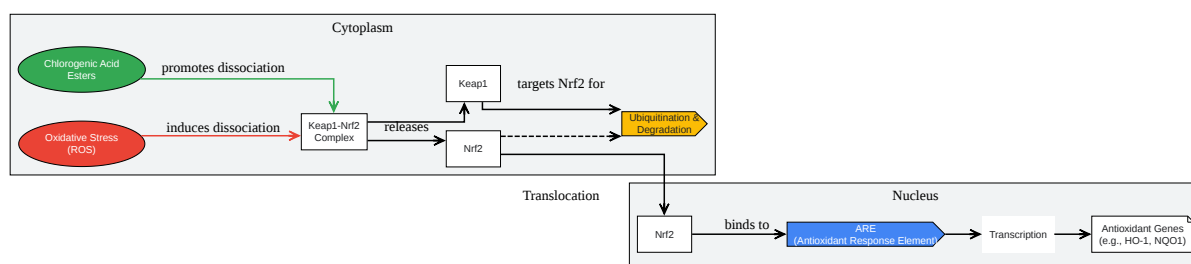 Cytoplasm
Chlorogenic Acid
Esters
promotes dissociation
Oxidative Stress
(ROS)
induces dissociation
Keap1-Nrf2
Complex
releases
Keap1
Nrf2
targets Nrf2 for
Ubiquitination &
Degradation
Translocation
Nucleus
Nrf2
binds to
ARE
(Antioxidant Response Element)
Transcription
Antioxidant Genes
(e.g., HO-1, NQO1)